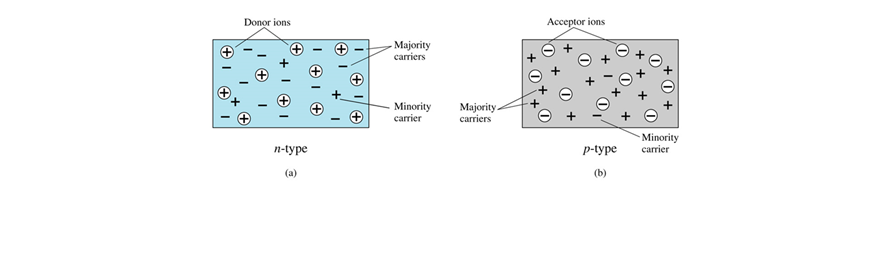 Donor ions
Majority
carriers
Minority
carrier
n-type
(a)
Acceptor ions
Majority
carriers
Minority
carrier
p-type
(b)